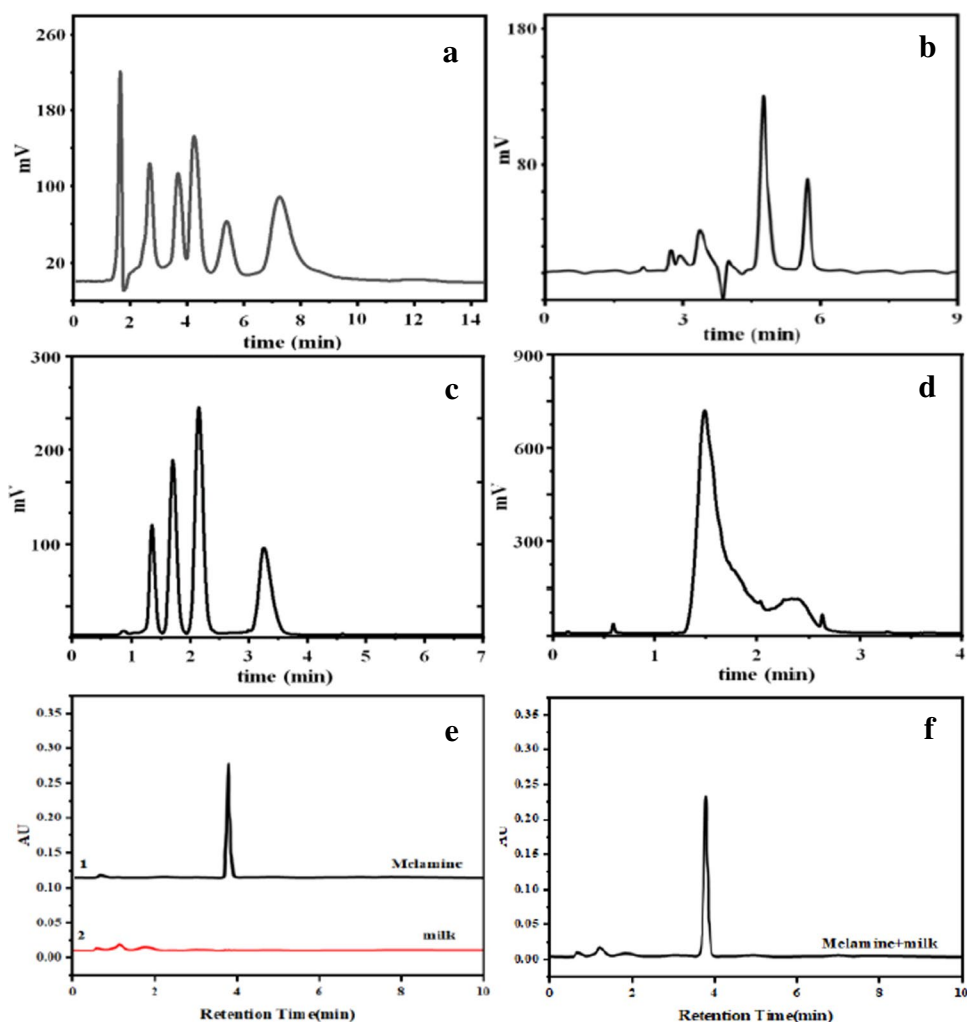 a
260
180
100
20
mV
0 2 4 6 8 10 12 14
time (min)
b
180
80
mV
0 3 6 9
time (min)
c
300
200
100
mV
0 1 2 3 4 5 6 7
time (min)
d
900
600
300
mV
0 1 2 3 4
time (min)
e
0.35
0.30
0.25
0.20
0.15
0.10
0.05
0.00
AU
1 Melamine
2 milk
0 2 4 6 8 10
Retention Time(min)
f
0.35
0.30
0.25
0.20
0.15
0.10
0.05
0.00
AU
Melamine+milk
0 2 4 6 8 10
Retention Time(min)